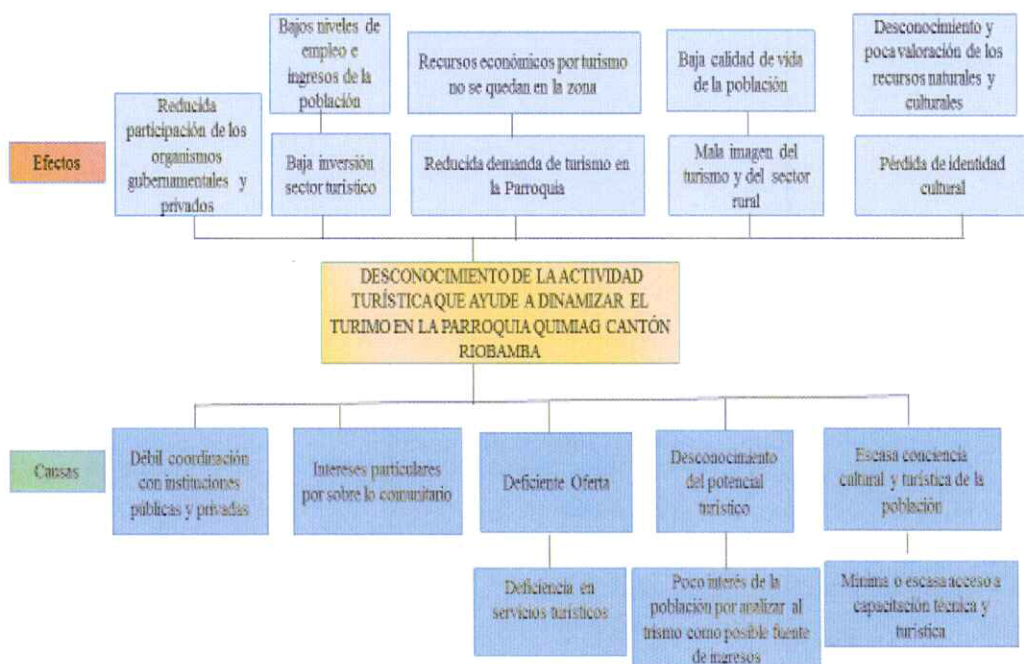 Bajos niveles de
empleo e
ingresos de la
población
Recursos económicos por turismo
no se quedan en la zona
Baja calidad de vida
de la población
Desconocimiento y
poca valoración de los
recursos naturales y
culturales
Efectos
Reducida
participación de los
organismos
gubernamentales y
privados
Baja inversión
sector turístico
Reducida demanda de turismo en
la Parroquia
Mala imagen del
turismo y del sector
rural
Pérdida de identidad
cultural
DESCONOCIMIENTO DE LA ACTIVIDAD
TURÍSTICA QUE AYUDE A DINAMIZAR EL
TURIMO EN LA PARROQUIA QUIMIAG CANTÓN
RIOBAMBA
Causas
Débil coordinación
con instituciones
públicas y privadas
Intereses particulares
por sobre lo comunitario
Deficiente Oferta
Desconocimiento
del potencial
turístico
Escasa conciencia
cultural y turística de la
población
Deficiencia en
servicios turísticos
Poco interés de la
población por analizar al
trismo como posible fuente
de ingresos
Mínima o escasa acceso a
capacitación técnica y
turística